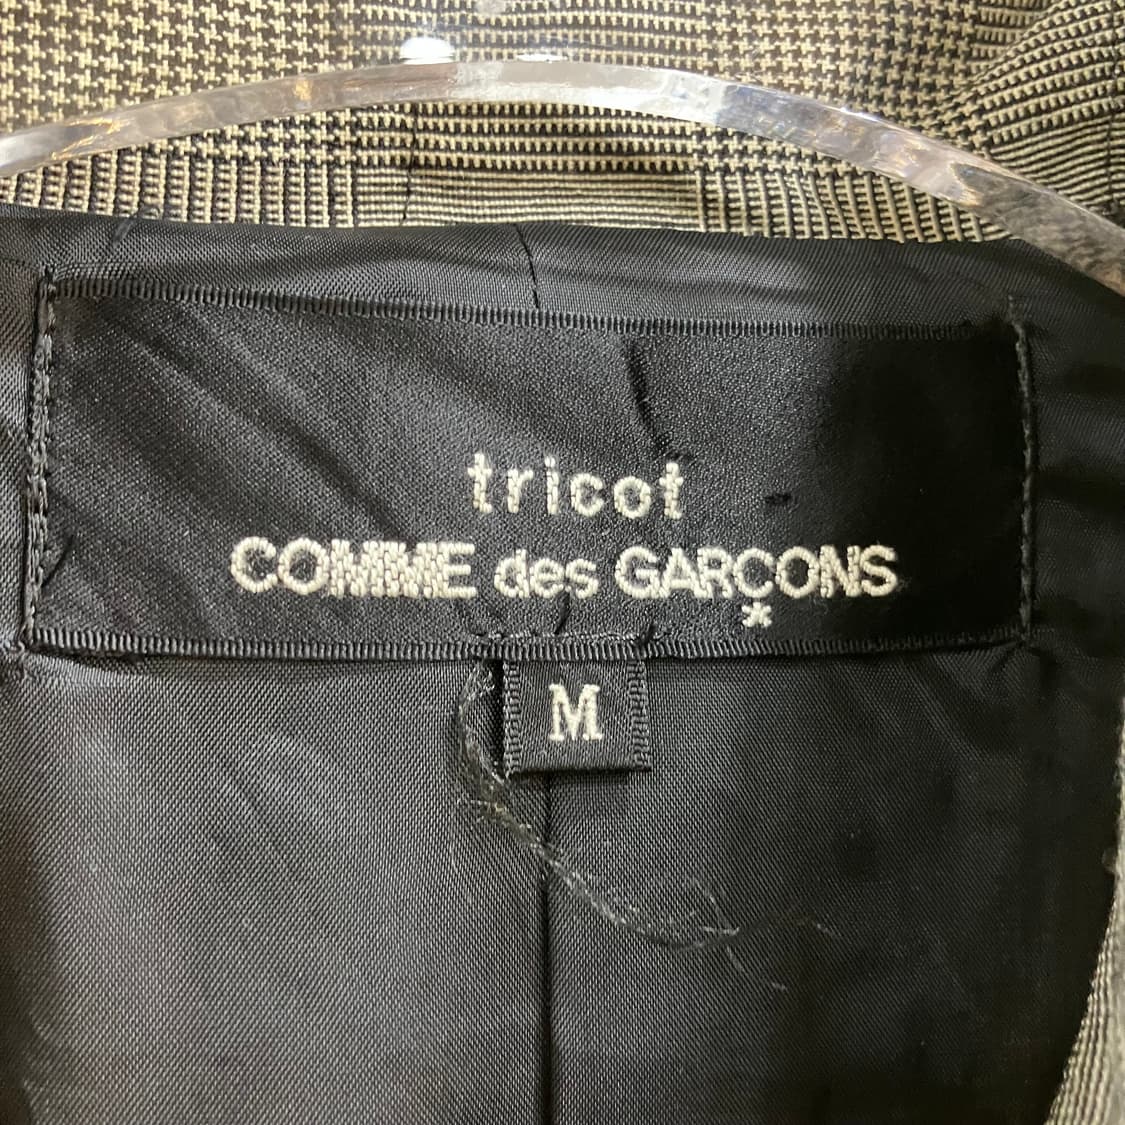 tricot
COMME des GARÇONS
*
M